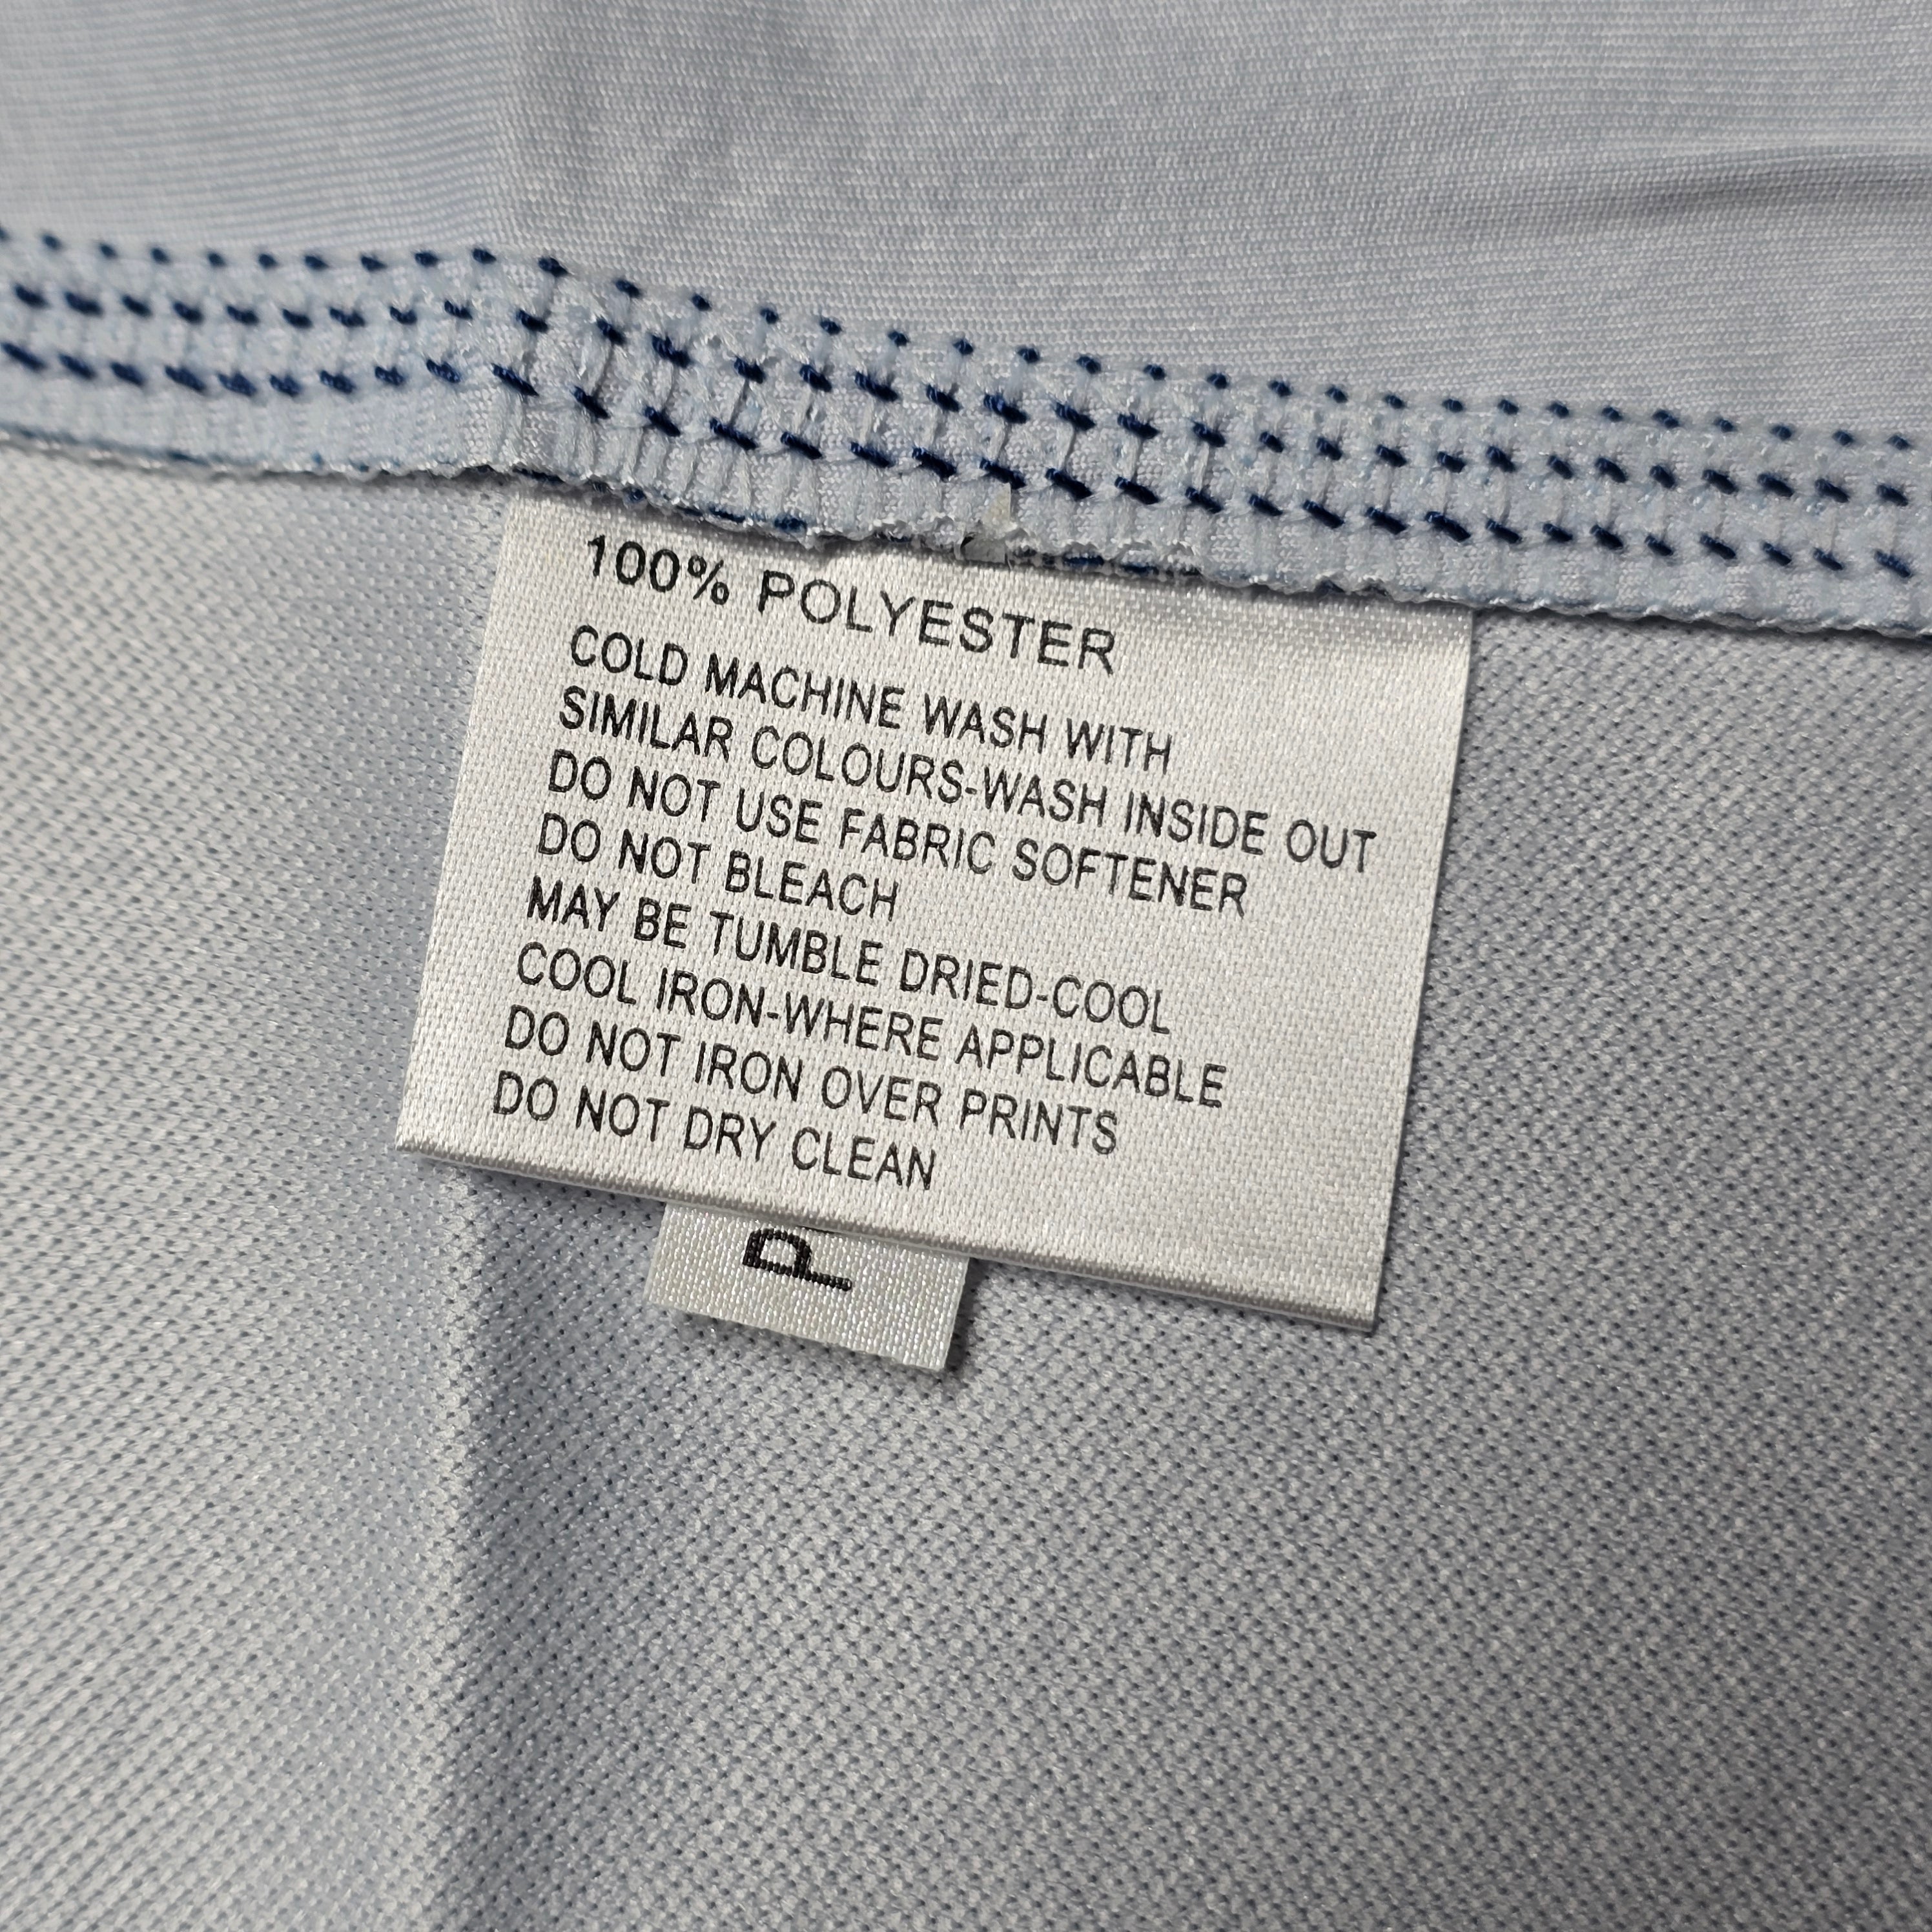 100% POLYESTER
COLD MACHINE WASH WITH
SIMILAR COLOURS-WASH INSIDE OUT
DO NOT USE FABRIC SOFTENER
DO NOT BLEACH
MAY BE TUMBLE DRIED-COOL
COOL IRON-WHERE APPLICABLE
DO NOT IRON OVER PRINTS
DO NOT DRY CLEAN